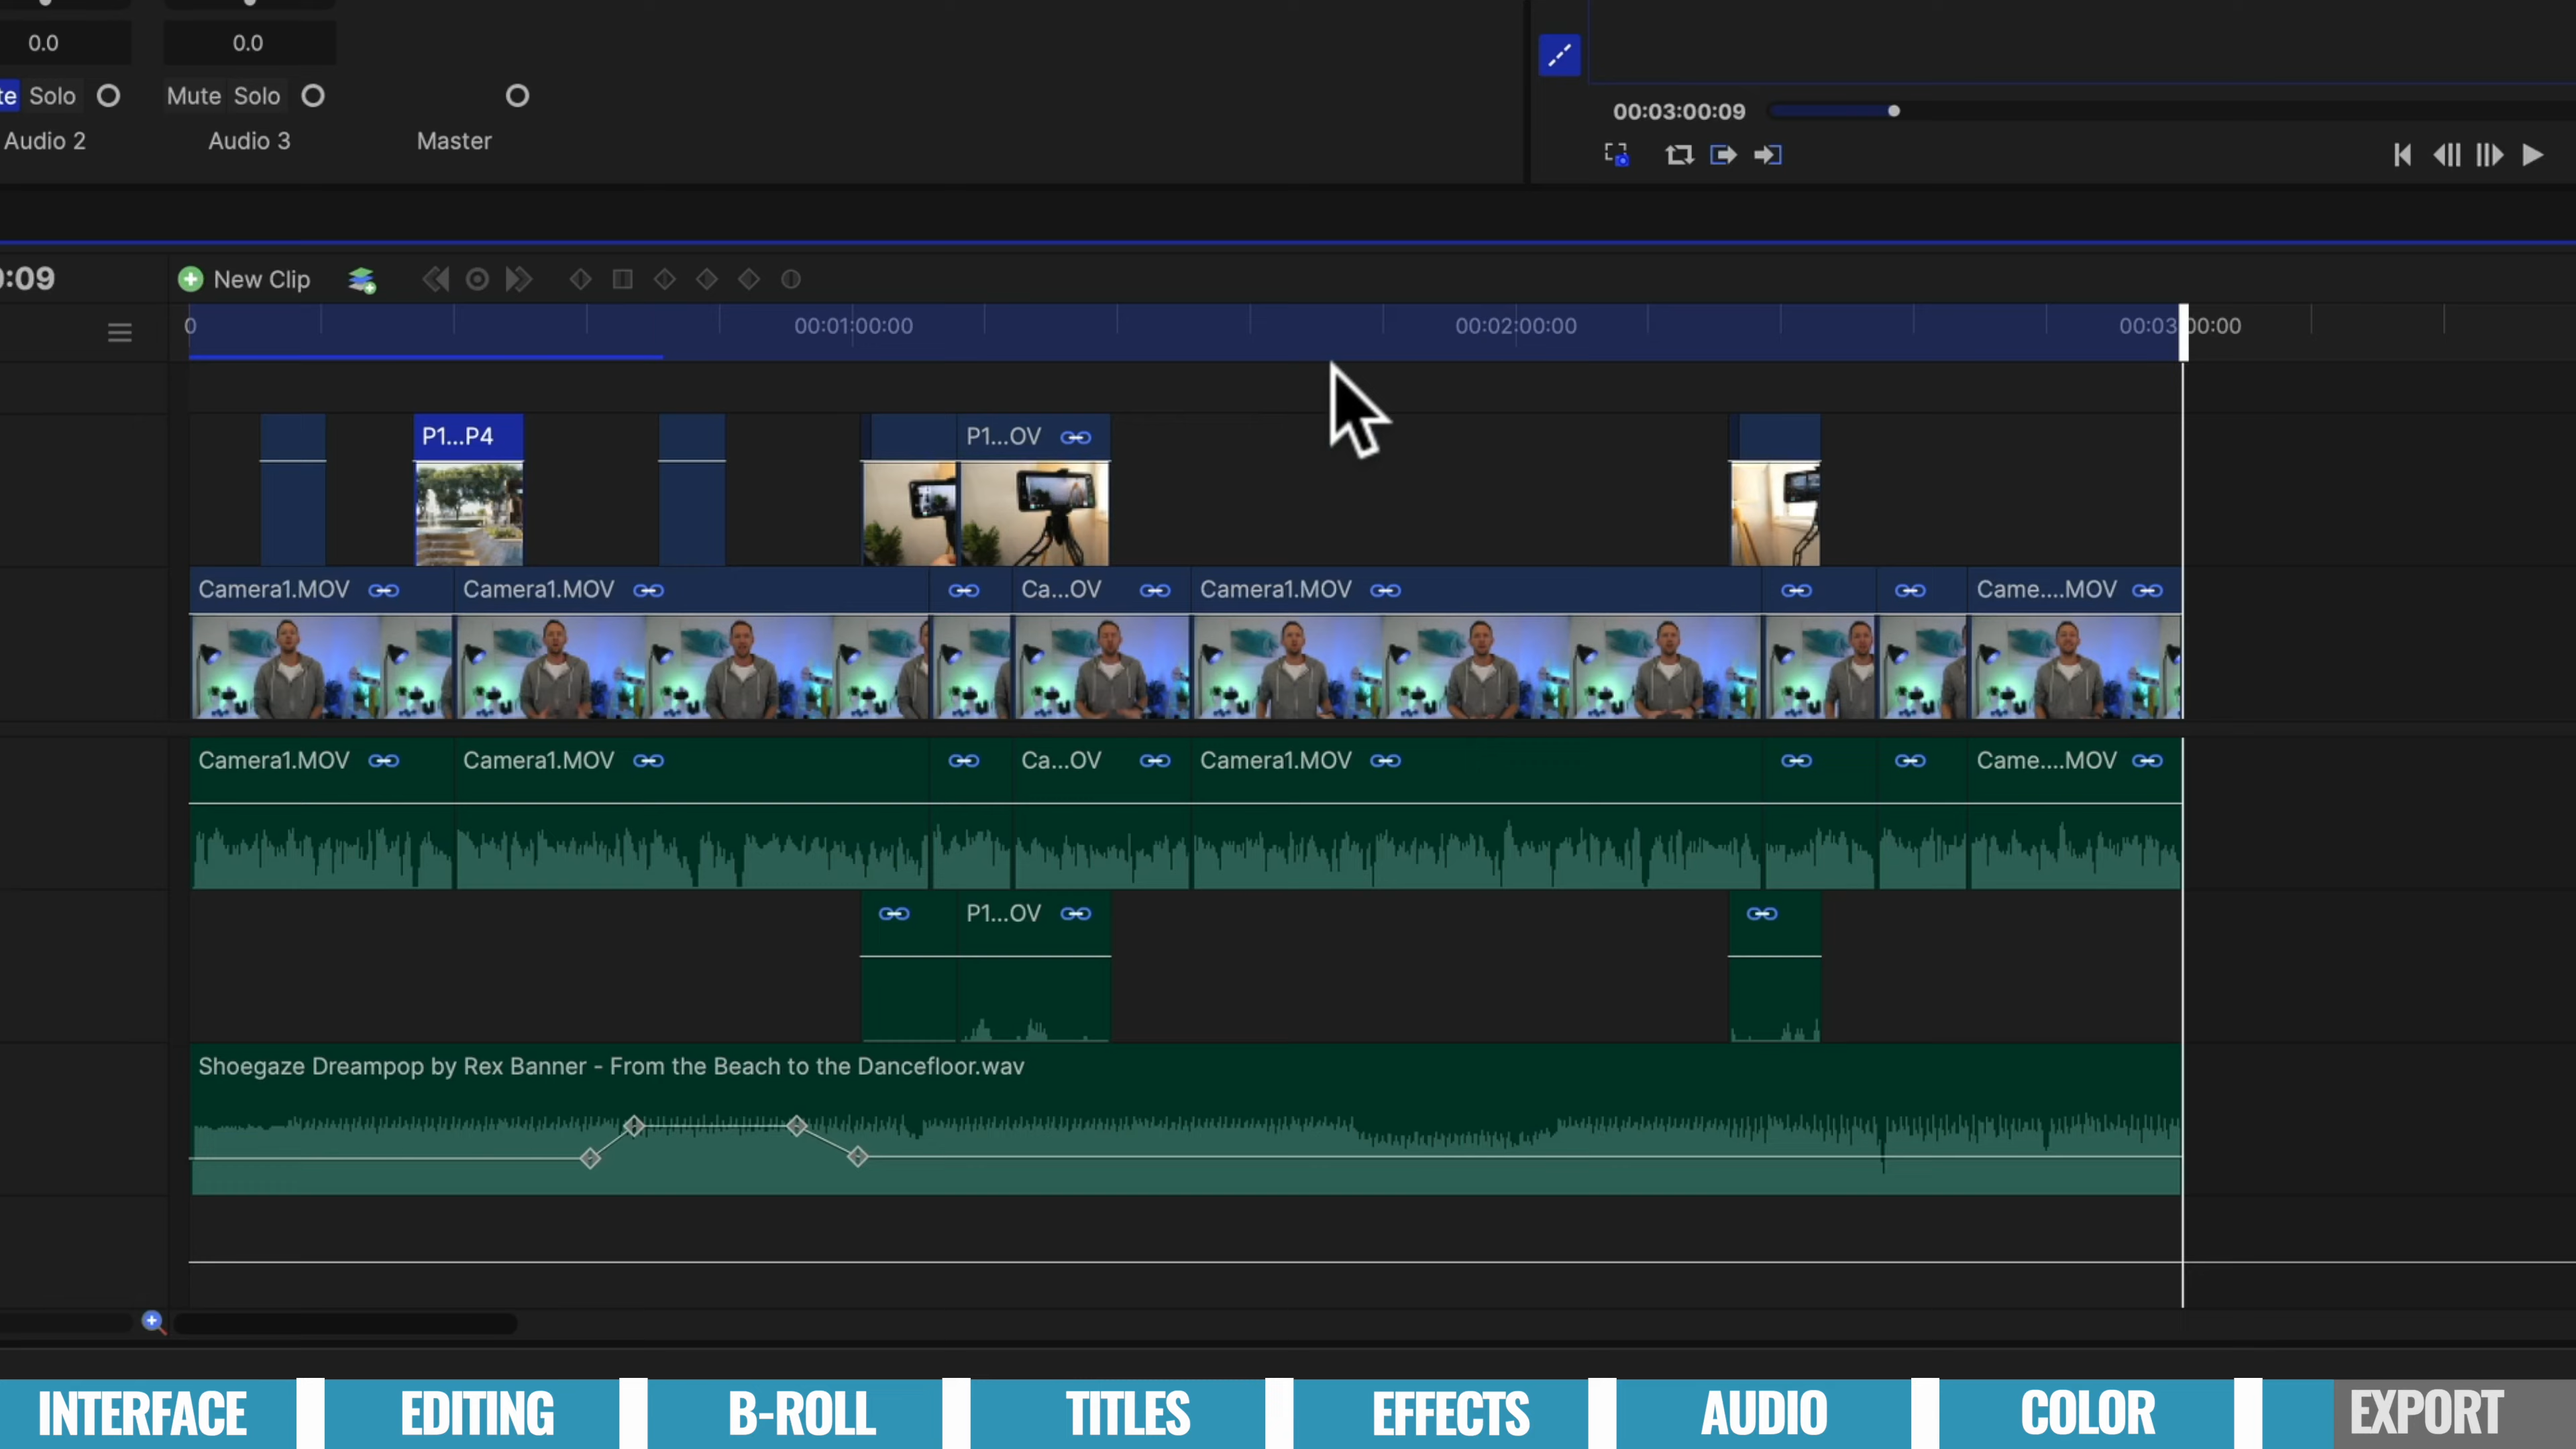 0.0 0.0
te Solo Mute Solo
Audio 2 Audio 3 Master
00:03:00:09
:09 New Clip
0 00:01:00:00 00:02:00:00 00:03:00:00
P1...P4 P1...OV
Camera1.MOV Camera1.MOV Ca...OV Camera1.MOV Came....MOV
Camera1.MOV Camera1.MOV Ca...OV Camera1.MOV Came....MOV
P1...OV
Shoegaze Dreampop by Rex Banner - From the Beach to the Dancefloor.wav
INTERFACE EDITING B-ROLL TITLES EFFECTS AUDIO COLOR EXPORT